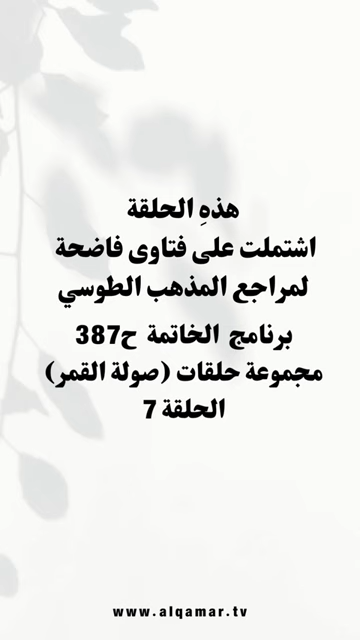 هذهِ الحلقة
اشتملت على فتاوى فاضحة
لمراجع المذهب الطوسي
برنامج الخاتمة ح387
مجموعة حلقات (صولة القمر)
الحلقة 7
www.alqamar.tv